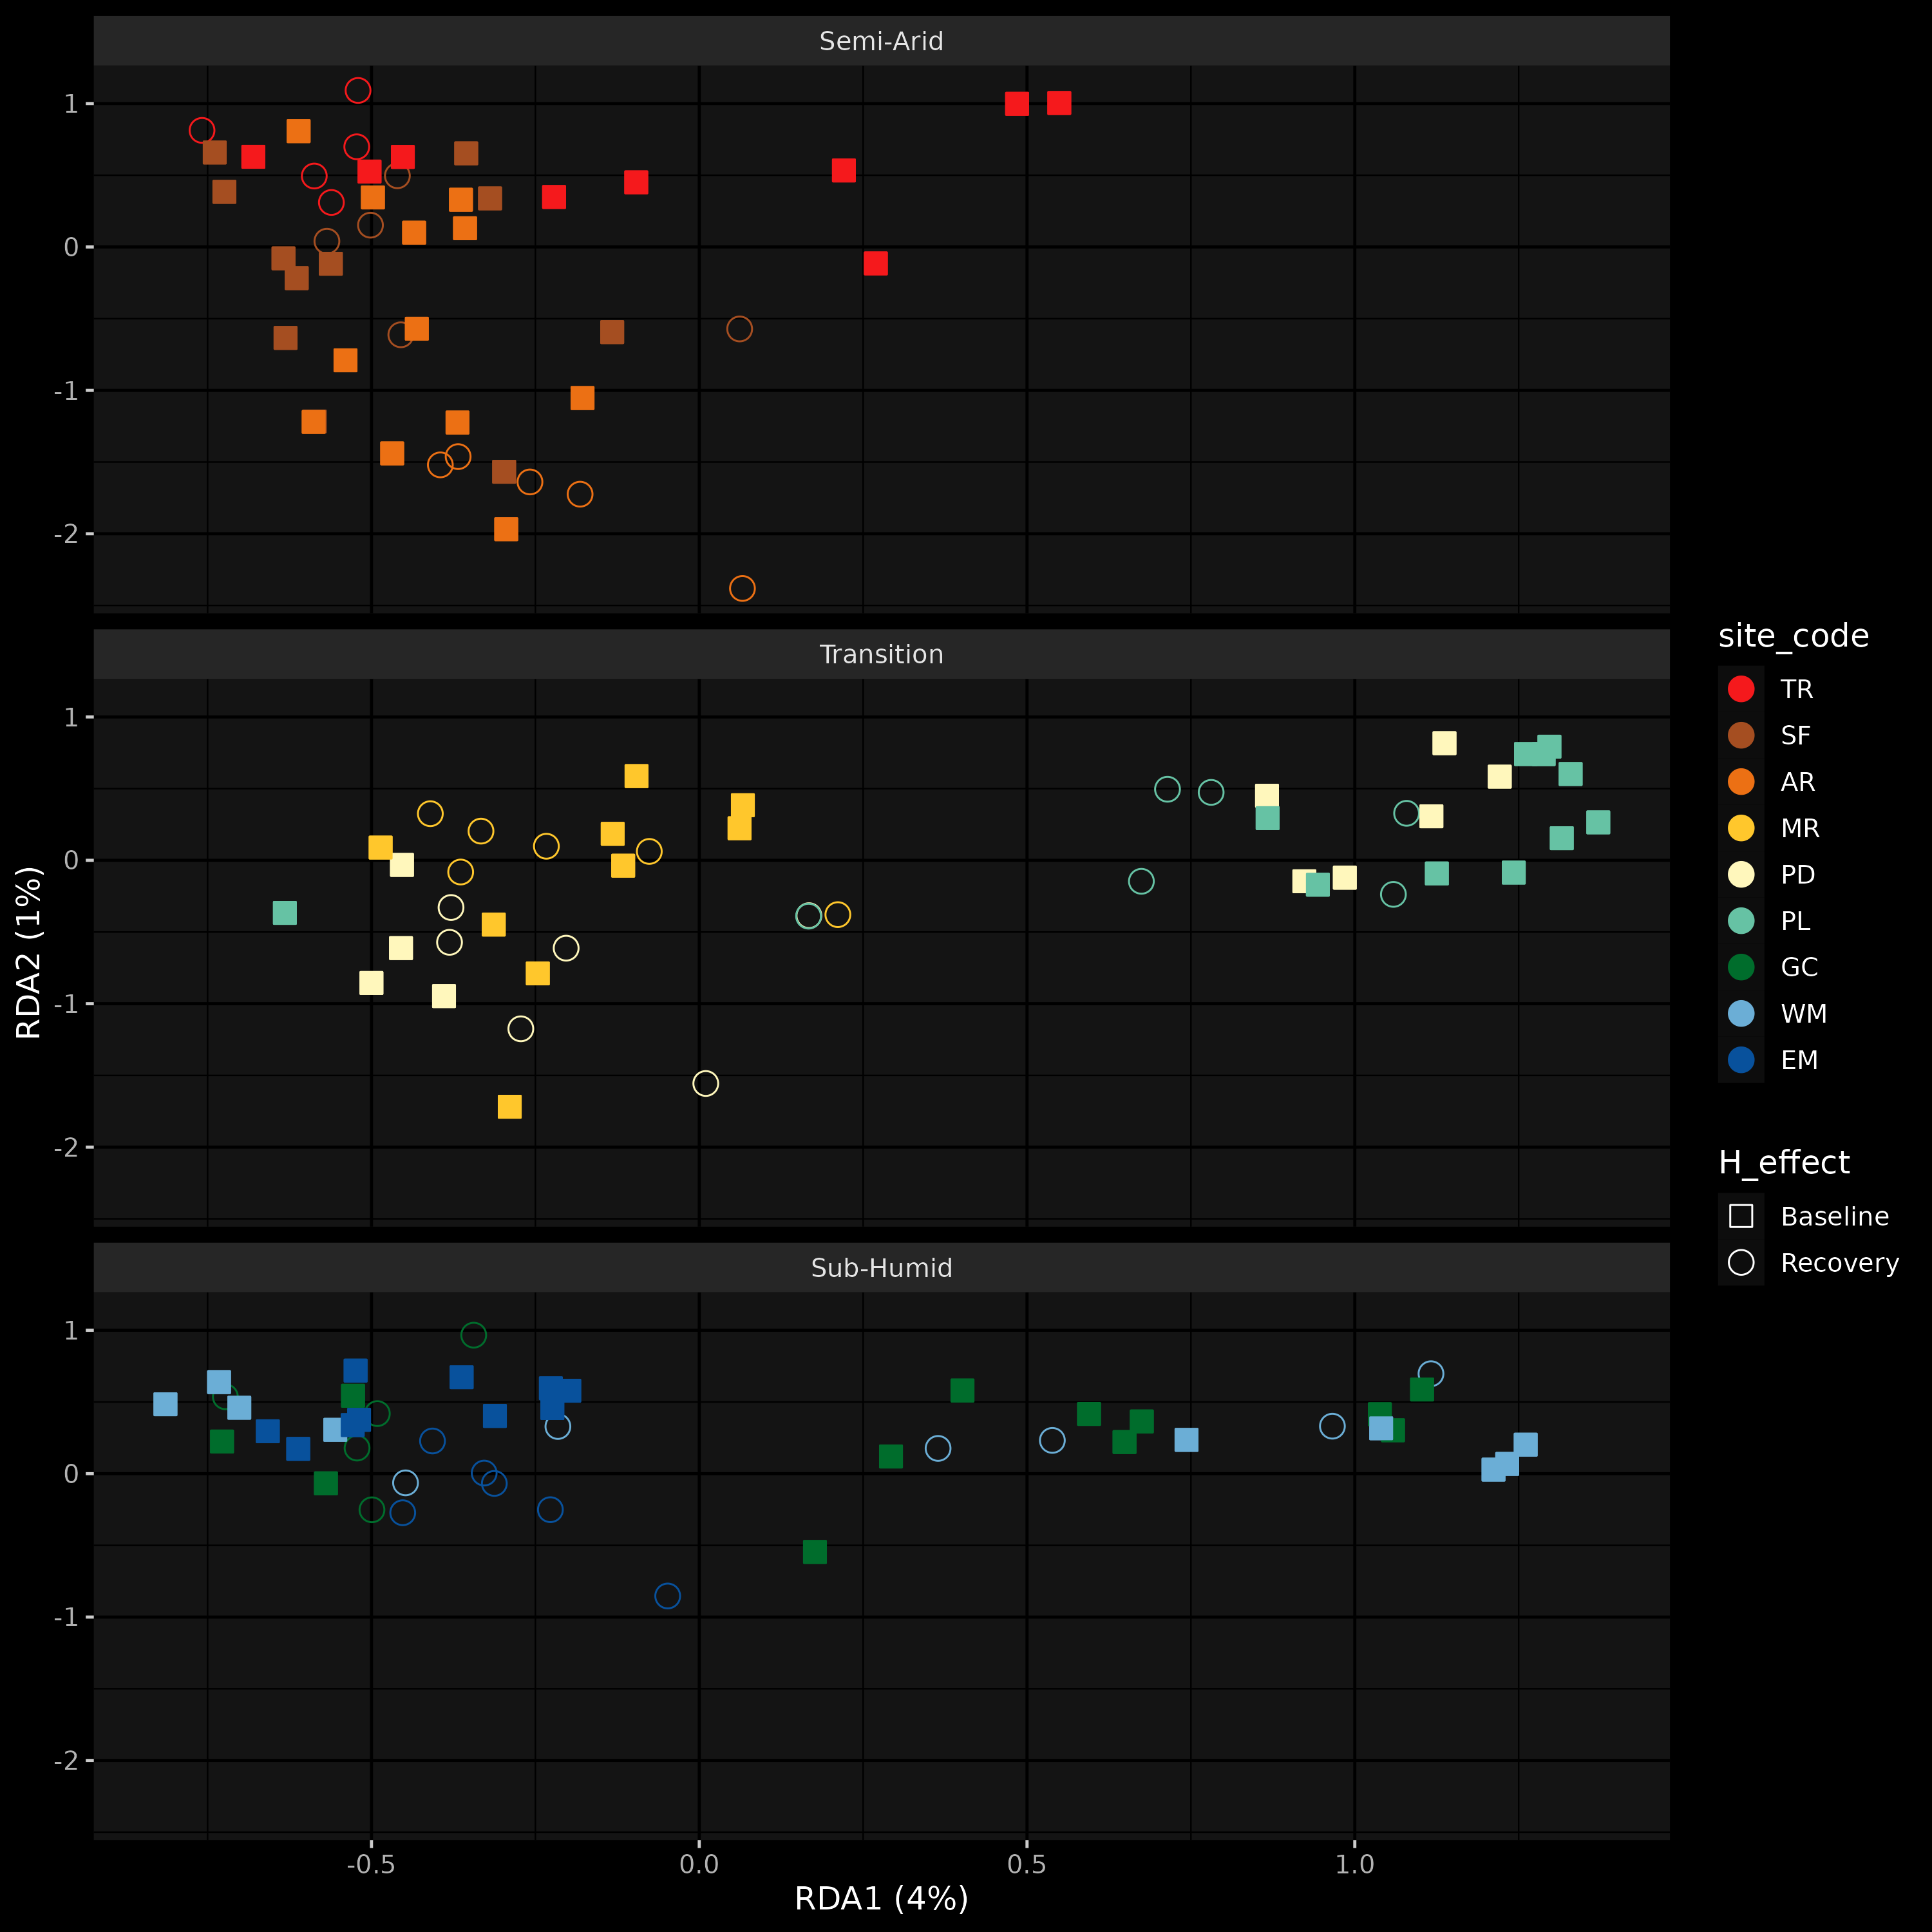 Semi-Arid
1
0
-1
-2
Transition
1
0
-1
-2
Sub-Humid
1
0
-1
-2
-0.5
0.0
0.5
1.0
RDA1 (4%)
RDA2 (1%)
site_code
TR
SF
AR
MR
PD
PL
GC
WM
EM
H_effect
Baseline
Recovery